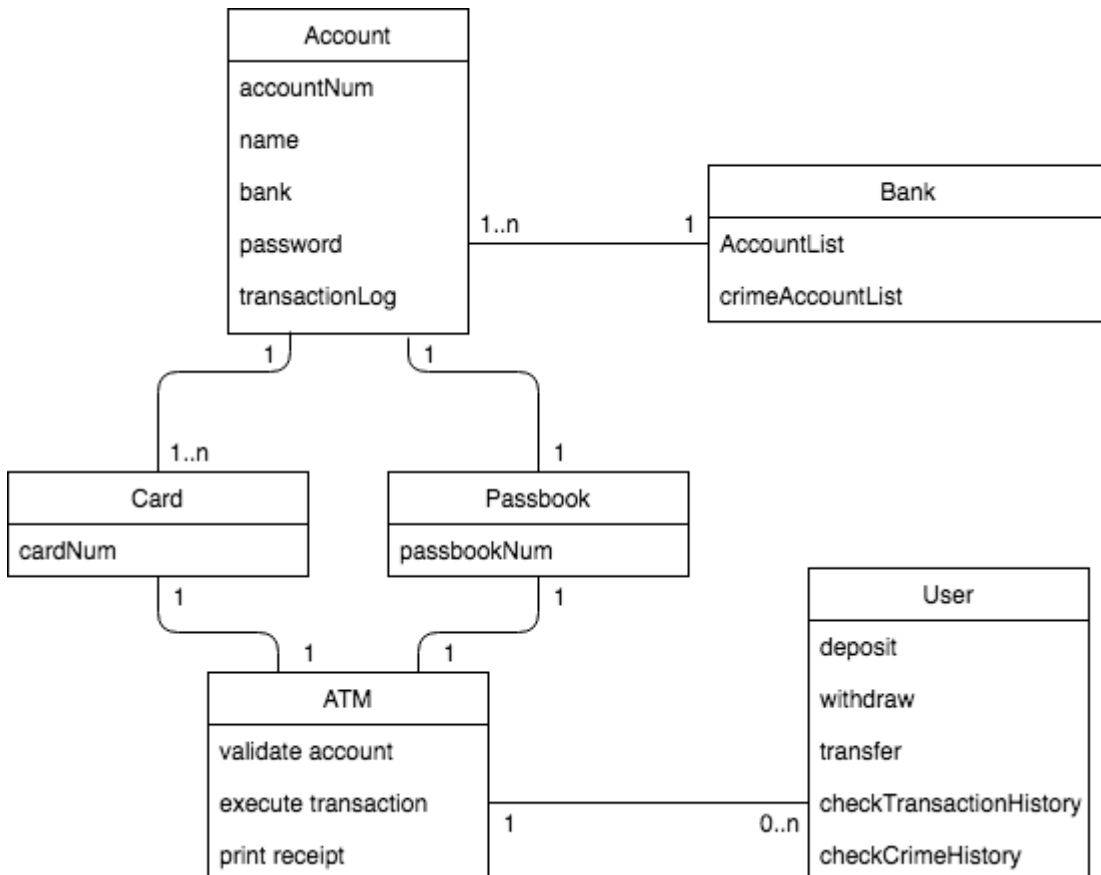 Account
accountNum
name
bank
password
transactionLog
1..n
1
Bank
AccountList
crimeAccountList
1
1
1..n
1
Card
cardNum
Passbook
passbookNum
1
1
1
1
ATM
validate account
execute transaction
print receipt
1
0..n
User
deposit
withdraw
transfer
checkTransactionHistory
checkCrimeHistory